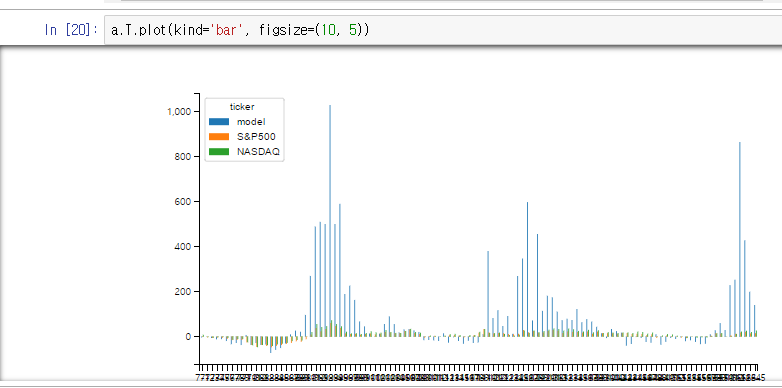 In [20]: a.T.plot(kind='bar', figsize=(10, 5))
ticker
model
S&P500
NASDAQ
1,000
800
600
400
200
0